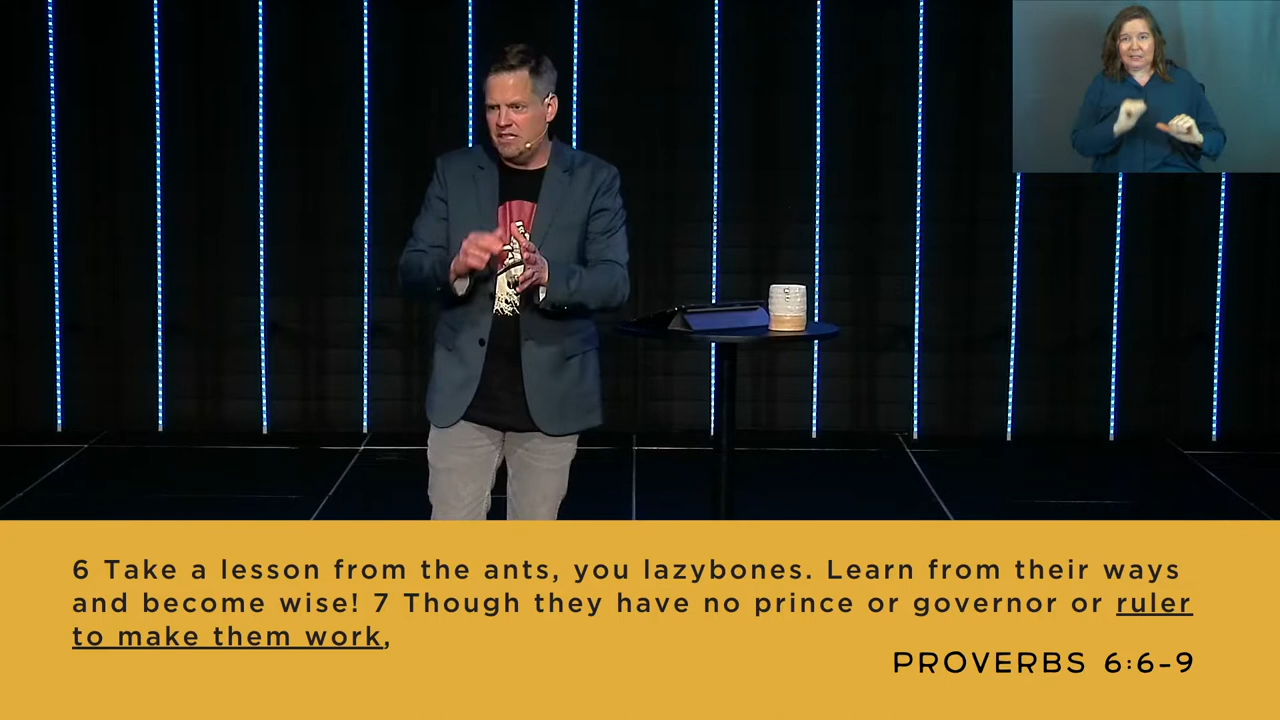 6 Take a lesson from the ants, you lazybones. Learn from their ways
and become wise! 7 Though they have no prince or governor or ruler
to make them work,
PROVERBS 6:6-9